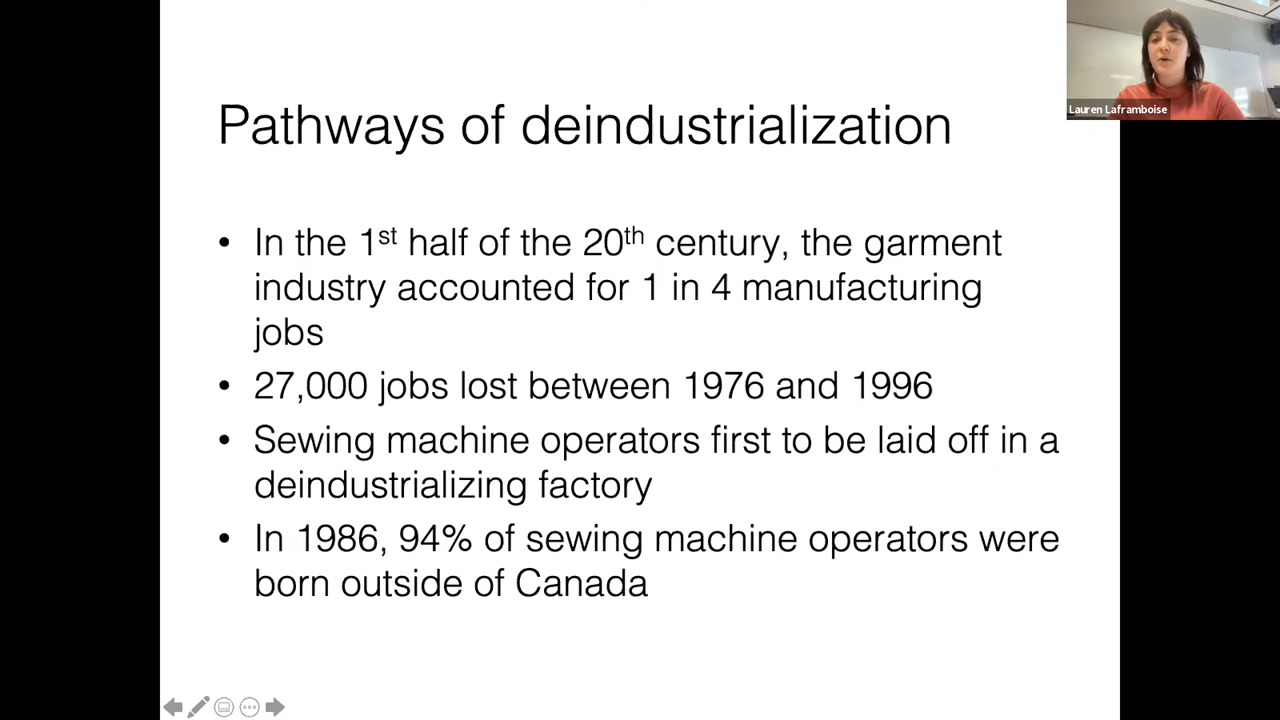 Pathways of deindustrialization
Lauren Laframboise
• In the 1st half of the 20th century, the garment
industry accounted for 1 in 4 manufacturing
jobs
• 27,000 jobs lost between 1976 and 1996
• Sewing machine operators first to be laid off in a
deindustrializing factory
• In 1986, 94% of sewing machine operators were
born outside of Canada